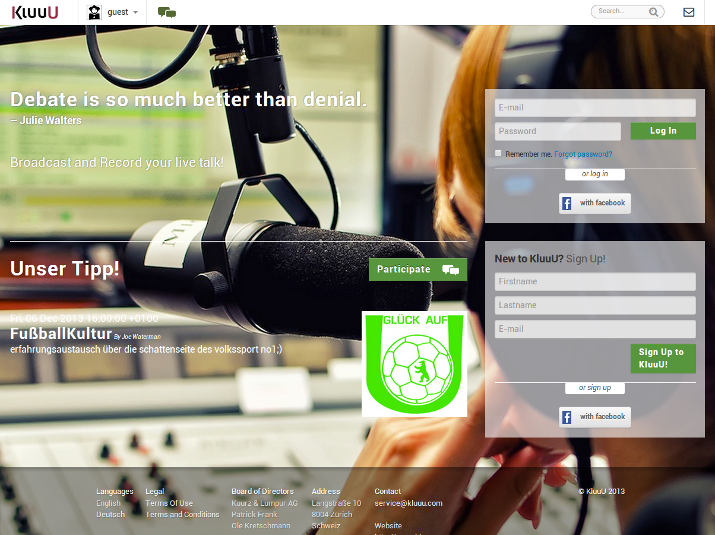 KluuU
guest
Search...
Debate is so much better than denial.
– Julie Walters
Broadcast and Record your live talk!
E-mail
Password
Log In
Remember me. Forgot password?
or log in
f with facebook
Unser Tipp!
Participate
Fri, 06 Dec 2013 18:00:00 +0100
FußballKultur By Joe Waterman
erfahrungsaustausch über die schattenseite des volkssport no1;)
GLÜCK AUF
New to KluuU? Sign Up!
Firstname
Lastname
E-mail
Sign Up to
KluuU!
or sign up
f with facebook
Languages
English
Deutsch
Legal
Terms Of Use
Terms and Conditions
Board of Directors
Kuurz & Lumpur AG
Patrick Frank
Ole Kretschmann
Address
Langstraße 10
8004 Zürich
Schweiz
Contact
service@kluuu.com
Website
© KluuU 2013